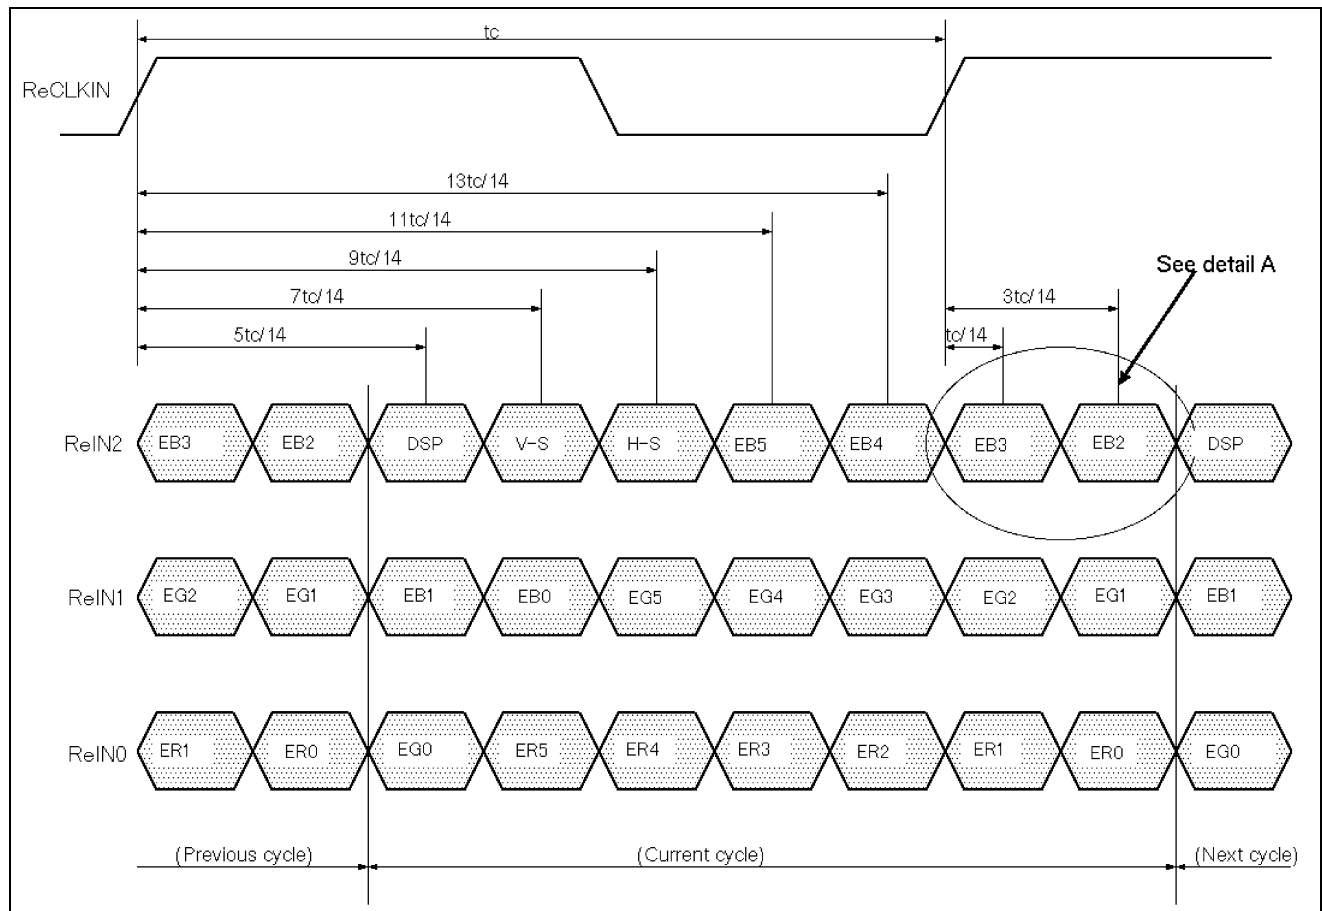 tc
ReCLKIN
13tc/14
11tc/14
9tc/14
See detail A
7tc/14
3tc/14
5tc/14
tc/14
ReIN2 EB3 EB2 DSP V-S H-S EB5 EB4 EB3 EB2 DSP
ReIN1 EG2 EG1 EB1 EB0 EG5 EG4 EG3 EG2 EG1 EB1
ReIN0 ER1 ER0 EG0 ER5 ER4 ER3 ER2 ER1 ER0 EG0
(Previous cycle) (Current cycle) (Next cycle)